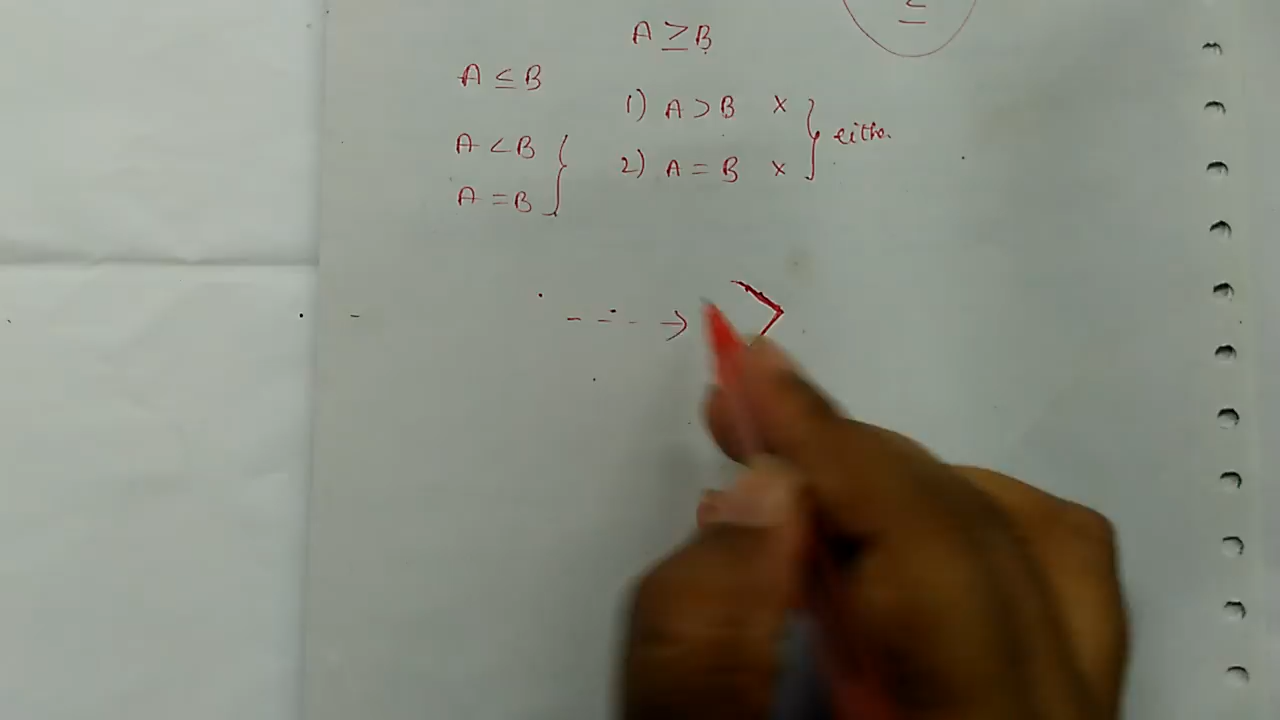 ≤
A ≥ B
A ≤ B
1) A > B ×
either
A < B
2) A = B ×
A = B
- - - → >